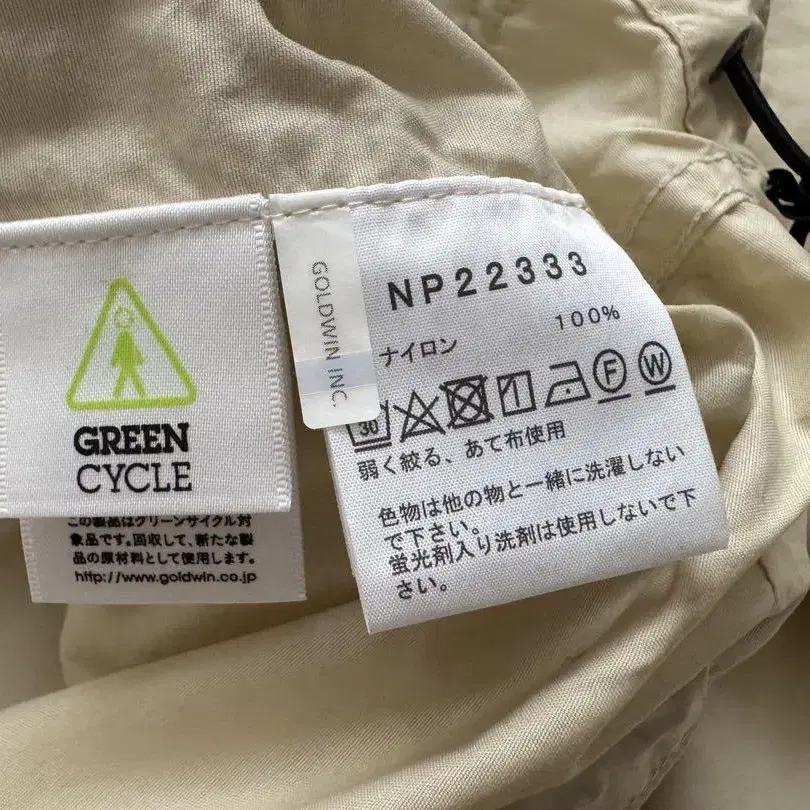 GREEN
CYCLE
この製品はグリーンサイクル対
象品です。回収して、新たな製
品の原材料として使用します。
http://www.goldwin.co.jp
GOLDWIN INC.
NP22333
ナイロン 100%
30
F
W
弱く絞る、あて布使用
色物は他の物と一緒に洗濯しない
で下さい。
蛍光剤入り洗剤は使用しないで下
さい。